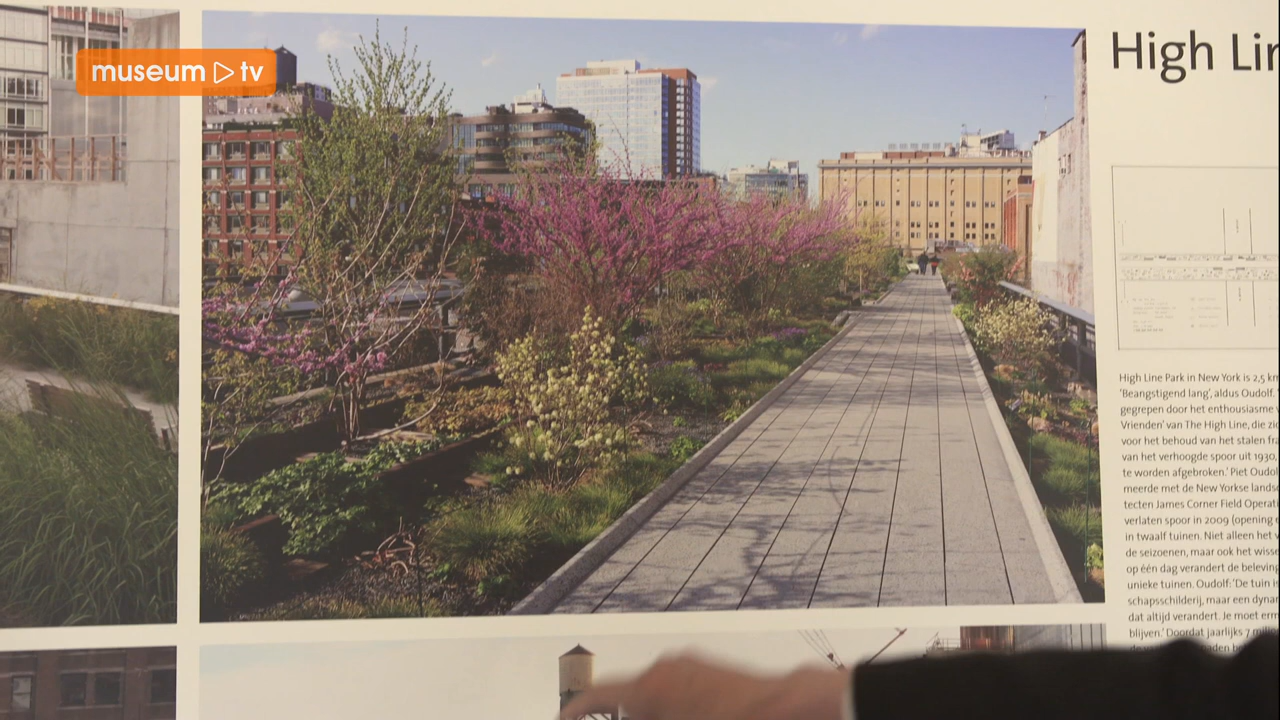 museum tv
High Lin
High Line Park in New York is 2,5 km
'Beangstigend lang', aldus Oudolf.
gegrepen door het enthousiasme
Vrienden' van The High Line, die zic
voor het behoud van het stalen fra
van het verhoogde spoor uit 1930,
te worden afgebroken.' Piet Oudol
meerde met de New Yorkse landsc
tecten James Corner Field Operati
verlaten spoor in 2009 (opening
in twaalf tuinen. Niet alleen het v
de seizoenen, maar ook het wisse
op één dag verandert de beleving
unieke tuinen. Oudolf: 'De tuin i
schapsschilderij, maar een dynam
dat altijd verandert. Je moet erm
blijven.' Doordat jaarlijks 7 milli